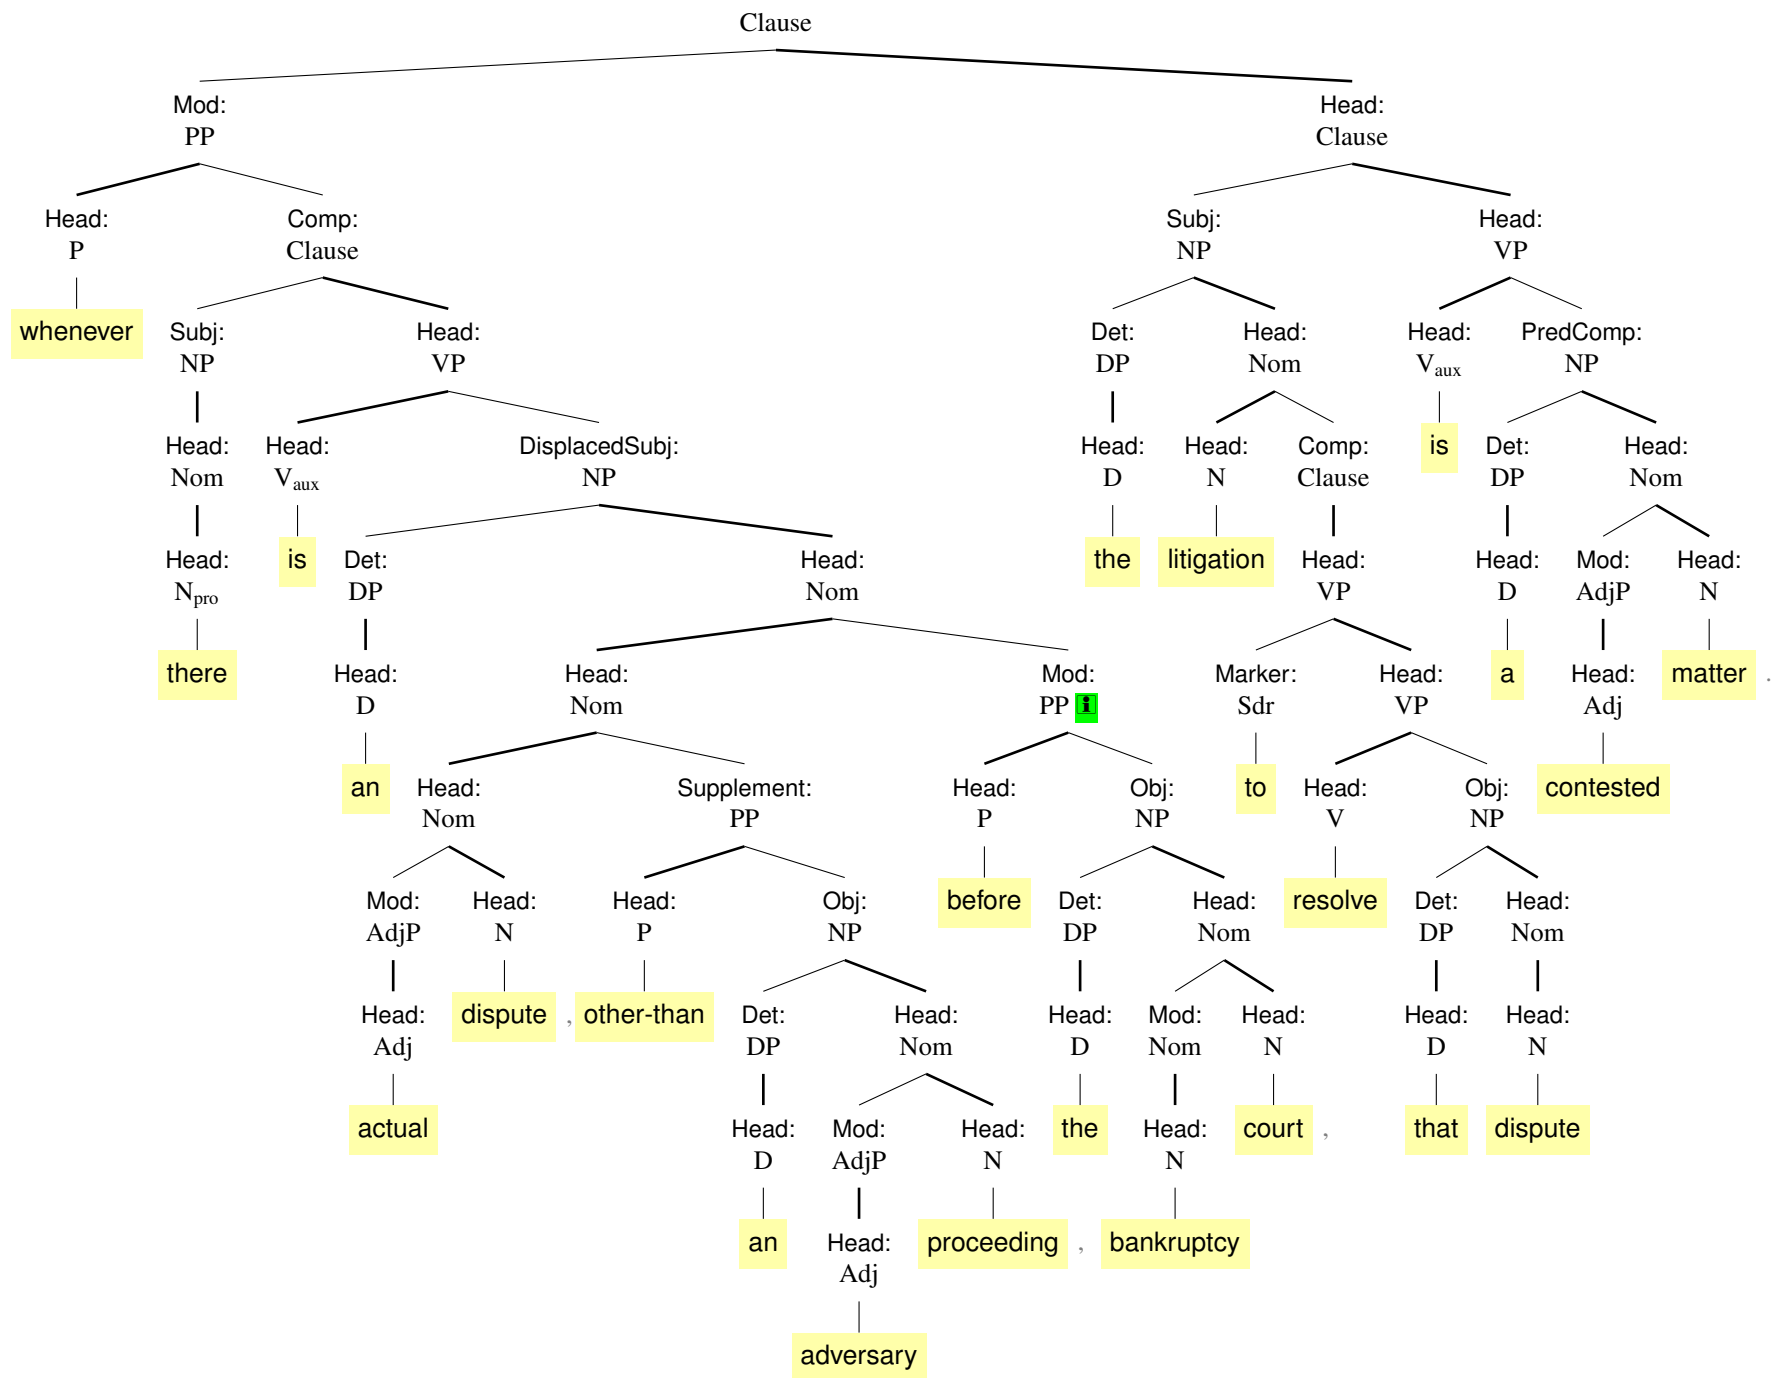 Clause
Mod: Head:
PP Clause
Head: Comp: Subj: Head:
P Clause NP VP
whenever Subj: Head: Det: Head: Head: PredComp:
NP VP DP Nom Vaux NP
Head: Head: DisplacedSubj: Head: Head: Comp: is Det: Head:
Nom Vaux NP D N Clause DP Nom
Head: is Det: Head: the litigation Head: Head: Mod: Head:
Npro DP Nom VP D AdjP N
there Head: Head: Mod: Marker: Head: a Head: matter .
D Nom PP i Sdr VP Adj
an Head: Supplement: Head: Obj: to Head: Obj: contested
Nom PP P NP V NP
Mod: Head: Head: Obj: before Det: Head: resolve Det: Head:
AdjP N P NP DP Nom DP Nom
Head: dispute , other-than Det: Head: Head: Mod: Head: Head: Head:
Adj DP Nom D Nom N D N
actual Head: Mod: Head: the Head: court , that dispute
D AdjP N N
an Head: proceeding , bankruptcy
Adj
adversary